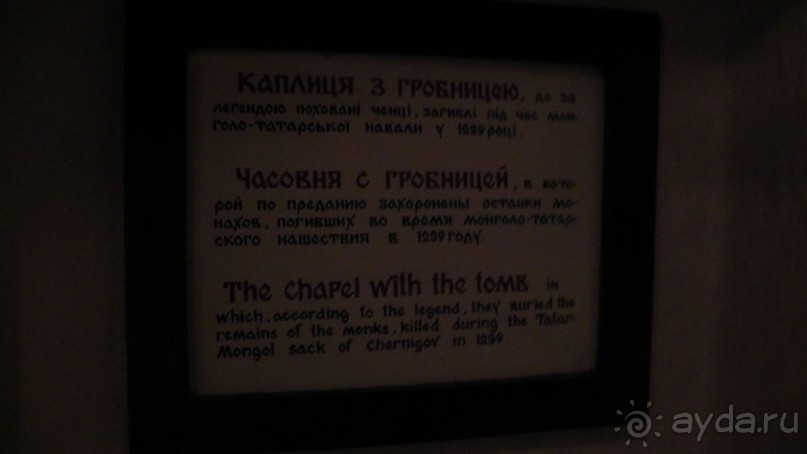 Каплиця з гробницею, де за
легендою поховані ченці, загиблі під час мон
голо-татарської навали у 1239 році.
Часовня с гробницей, в кото-
рой по преданию захоронены останки мо-
нахов, погивших во время монголо-татар-
ского нашествия в 1239 году.
The chapel with the tomb in
which, according to the legend, they buried the
remains of the monks, killed during the Tatar-
Mongol sack of Chernigov in 1239.
ayda.ru